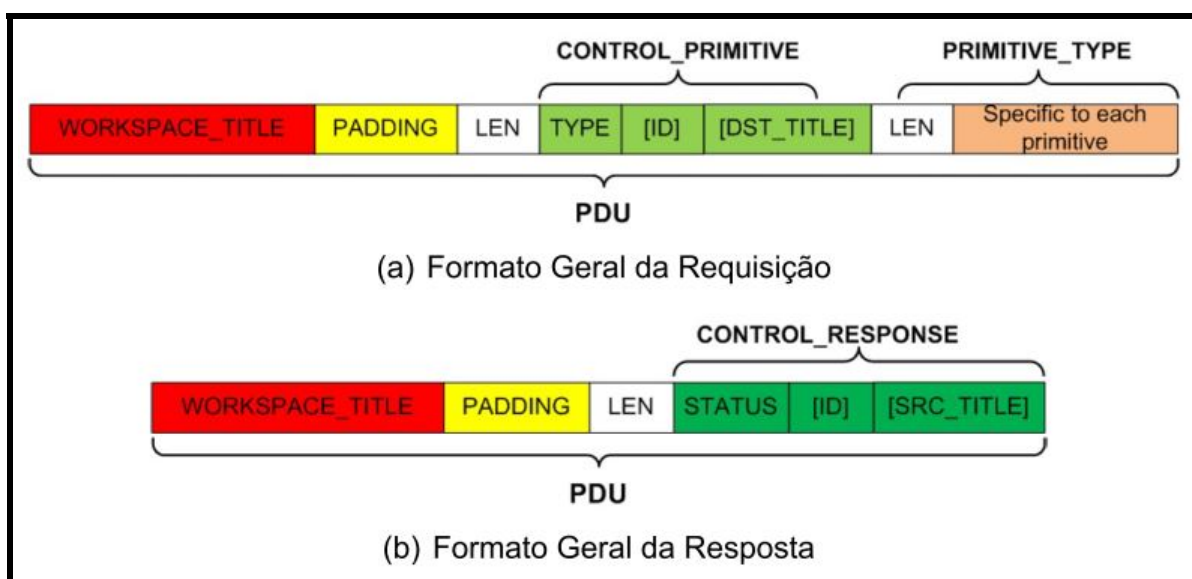 CONTROL_PRIMITIVE PRIMITIVE_TYPE
WORKSPACE_TITLE PADDING LEN TYPE [ID] [DST_TITLE] LEN Specific to each
primitive
PDU
(a) Formato Geral da Requisição
CONTROL_RESPONSE
WORKSPACE_TITLE PADDING LEN STATUS [ID] [SRC_TITLE]
PDU
(b) Formato Geral da Resposta